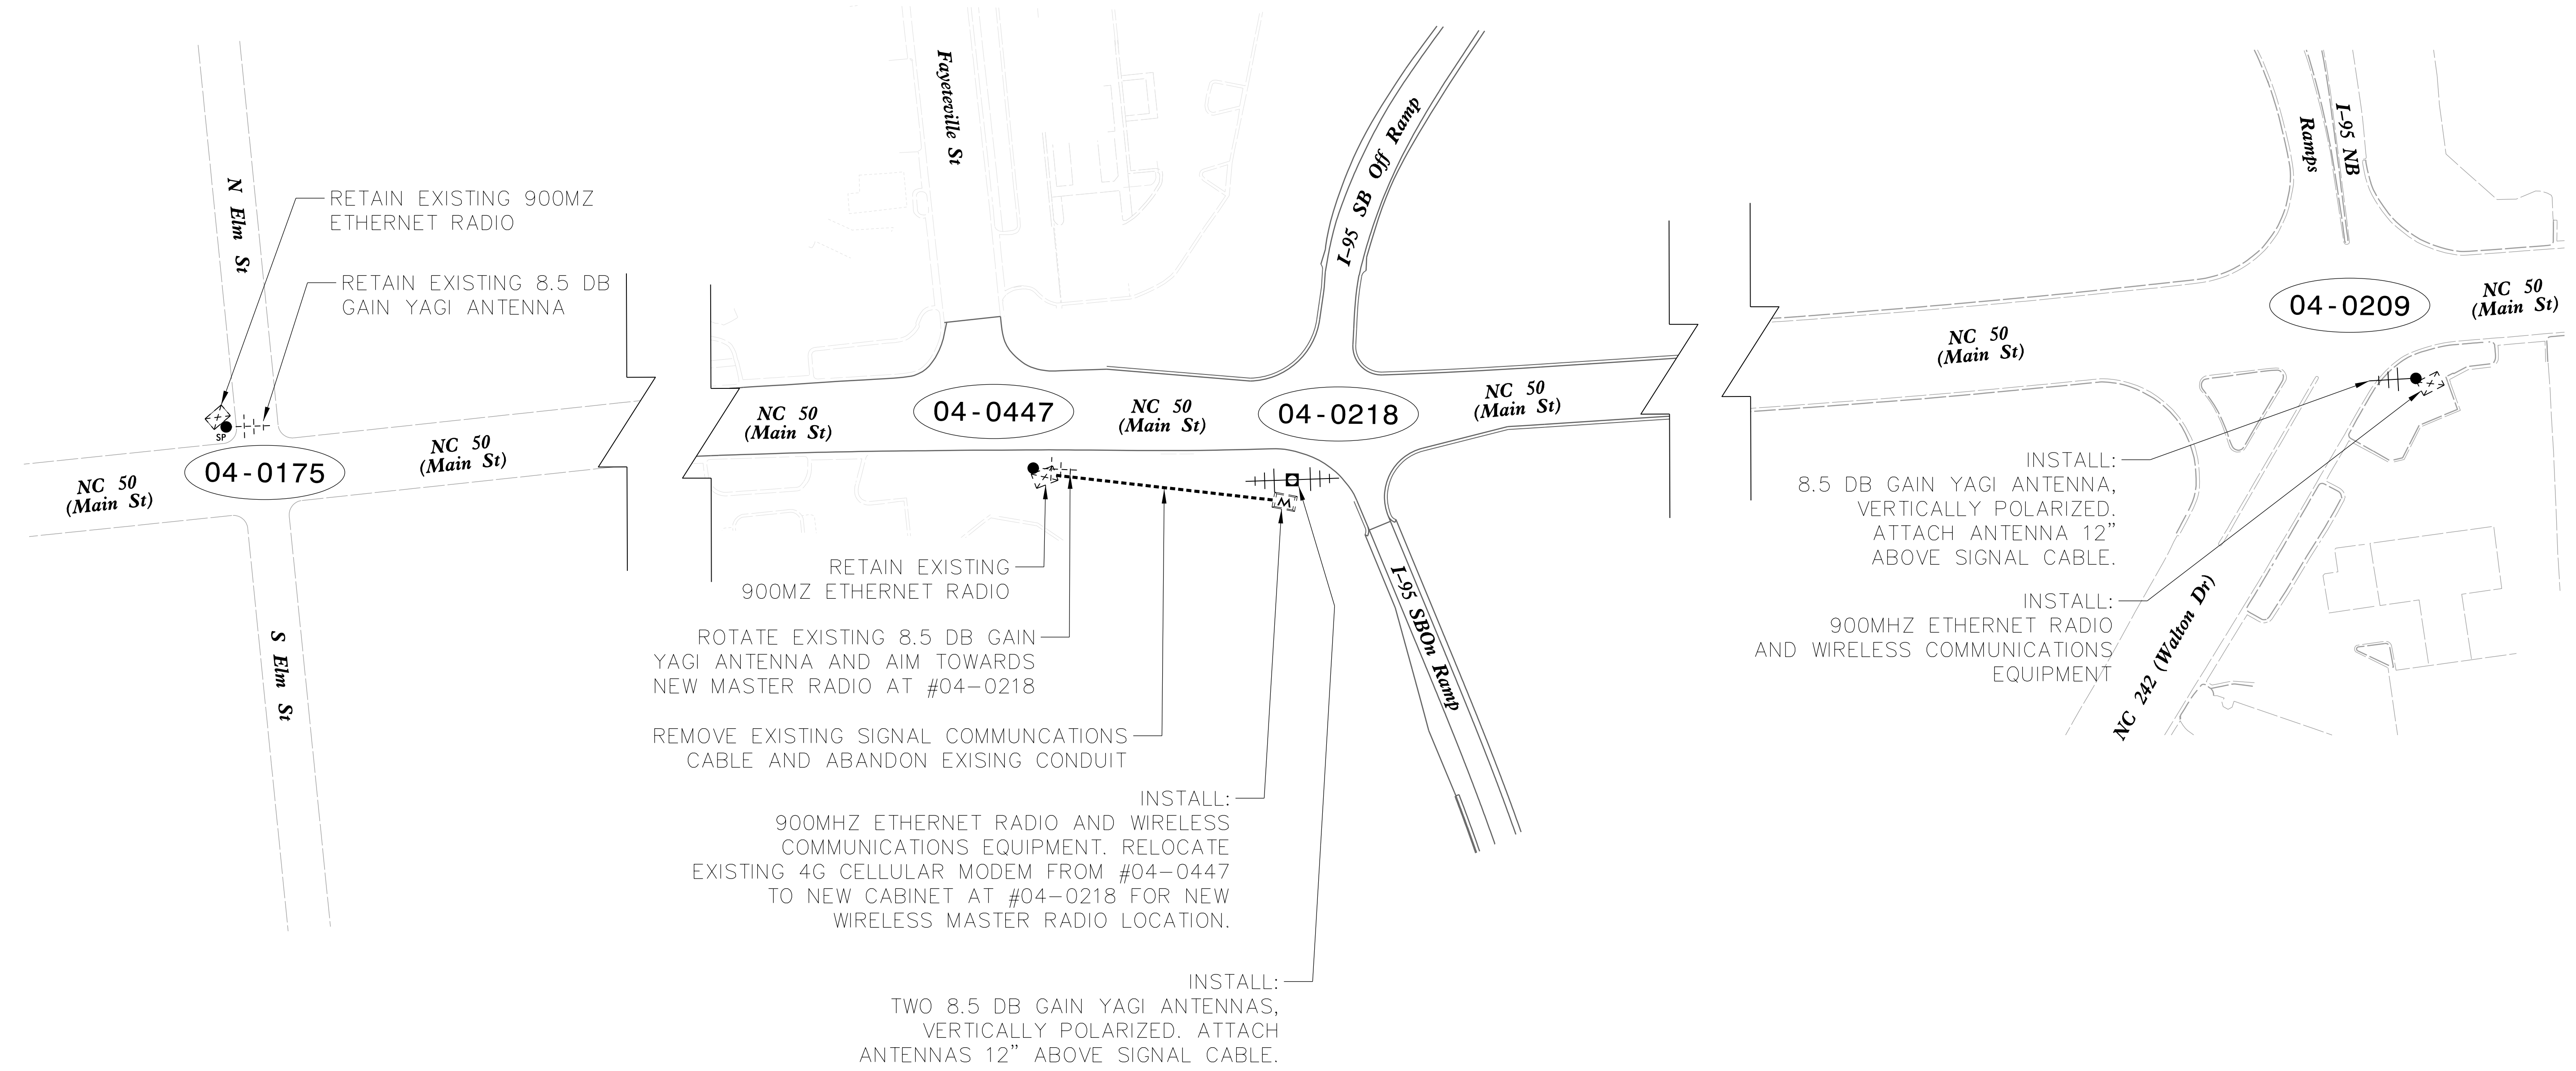 N Elm St
RETAIN EXISTING 900MZ
ETHERNET RADIO
RETAIN EXISTING 8.5 DB
GAIN YAGI ANTENNA
SP
04-0175
NC 50
(Main St)
NC 50
(Main St)
S Elm St
Fayeteville St
I-95 SB Off Ramp
NC 50
(Main St)
04-0447
NC 50
(Main St)
04-0218
NC 50
(Main St)
M
I-95 SBOn Ramp
RETAIN EXISTING
900MZ ETHERNET RADIO
ROTATE EXISTING 8.5 DB GAIN
YAGI ANTENNA AND AIM TOWARDS
NEW MASTER RADIO AT #04-0218
REMOVE EXISTING SIGNAL COMMUNCATIONS
CABLE AND ABANDON EXISING CONDUIT
INSTALL:
900MHZ ETHERNET RADIO AND WIRELESS
COMMUNICATIONS EQUIPMENT. RELOCATE
EXISTING 4G CELLULAR MODEM FROM #04-0447
TO NEW CABINET AT #04-0218 FOR NEW
WIRELESS MASTER RADIO LOCATION.
INSTALL:
TWO 8.5 DB GAIN YAGI ANTENNAS,
VERTICALLY POLARIZED. ATTACH
ANTENNAS 12" ABOVE SIGNAL CABLE.
I-95 NB
Ramps
04-0209
NC 50
(Main St)
NC 50
(Main St)
INSTALL:
8.5 DB GAIN YAGI ANTENNA,
VERTICALLY POLARIZED.
ATTACH ANTENNA 12"
ABOVE SIGNAL CABLE.
INSTALL:
900MHZ ETHERNET RADIO
AND WIRELESS COMMUNICATIONS
EQUIPMENT
NC 242 (Walton Dr)